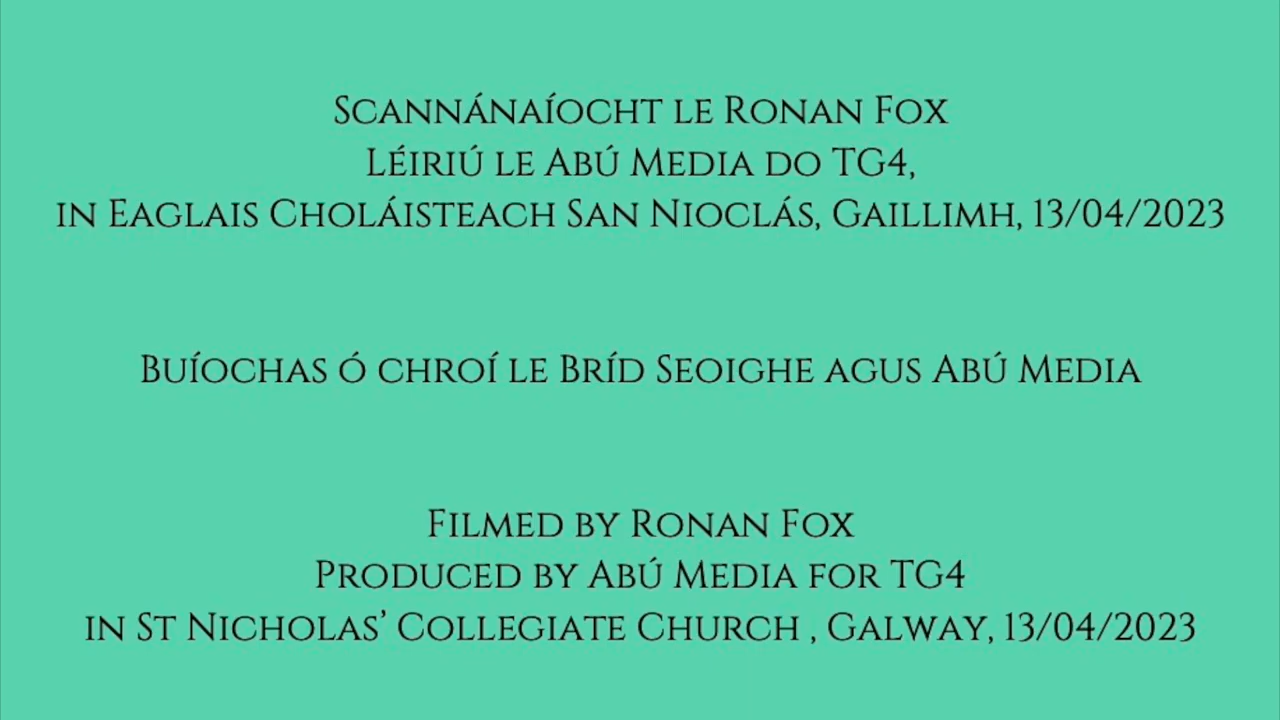 Scannánaíocht le Ronan Fox
Léiriú le Abú Media do TG4,
in Eaglais Choláisteach San Nioclás, Gaillimh, 13/04/2023
Buíochas ó chroí le Bríd Seoighe agus Abú Media
Filmed by Ronan Fox
Produced by Abú Media for TG4
in St Nicholas’ Collegiate Church , Galway, 13/04/2023